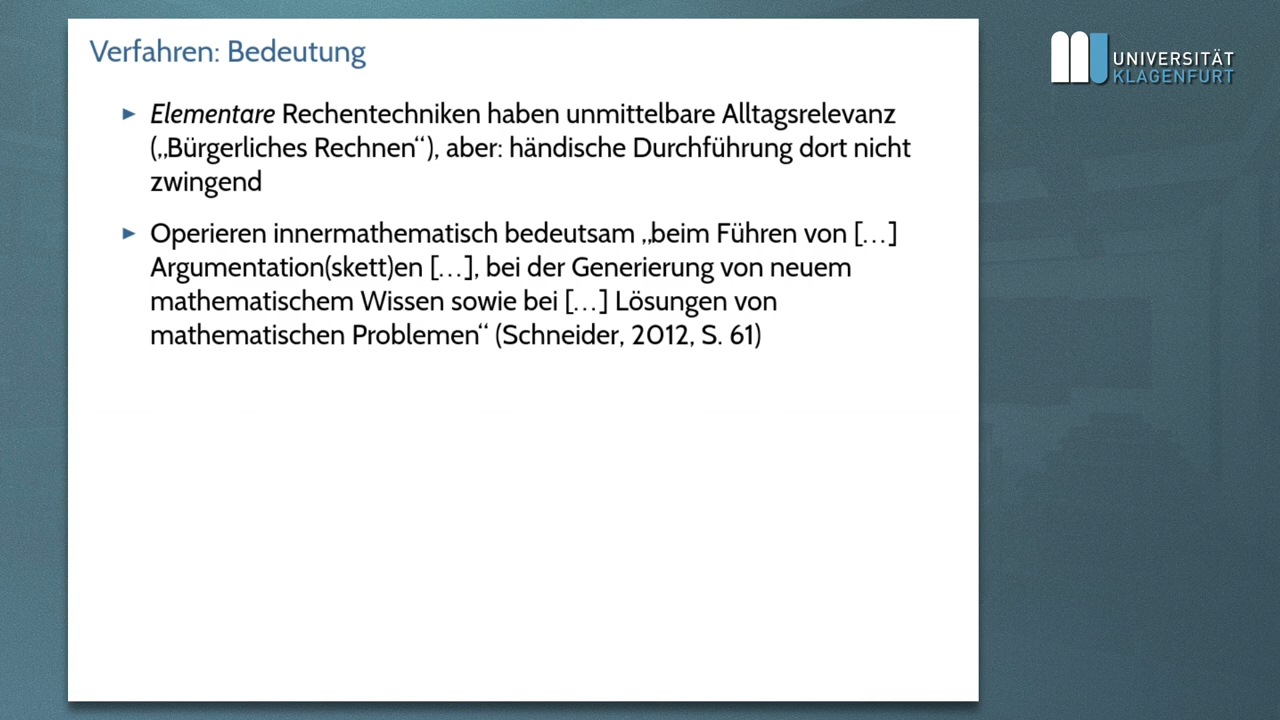 Verfahren: Bedeutung
UNIVERSITÄT
KLAGENFURT
► Elementare Rechentechniken haben unmittelbare Alltagsrelevanz
(„Bürgerliches Rechnen“), aber: händische Durchführung dort nicht
zwingend
► Operieren innermathematisch bedeutsam „beim Führen von […]
Argumentation(skett)en […], bei der Generierung von neuem
mathematischem Wissen sowie bei […] Lösungen von
mathematischen Problemen“ (Schneider, 2012, S. 61)